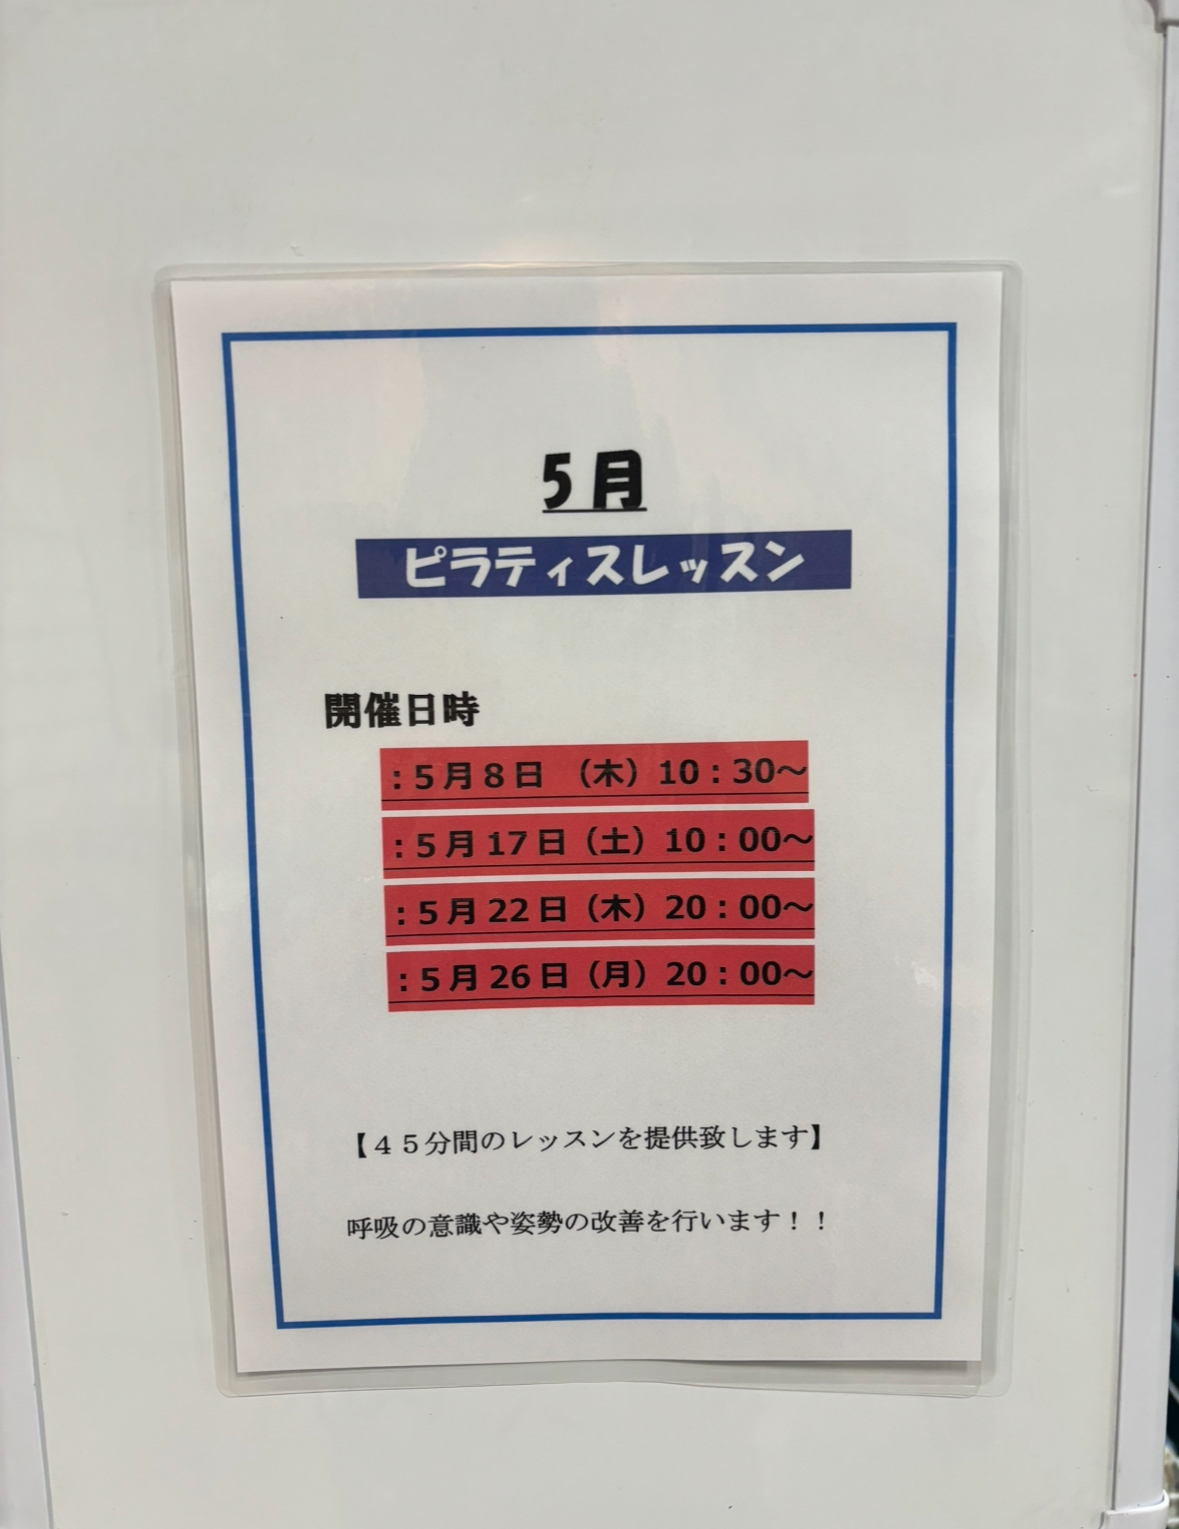 5月
ピラティスレッスン
開催日時
：5月8日　（木）10：30～
：5月17日（土）10：00～
：5月22日（木）20：00～
：5月26日（月）20：00～
【４５分間のレッスンを提供致します】
呼吸の意識や姿勢の改善を行います！！